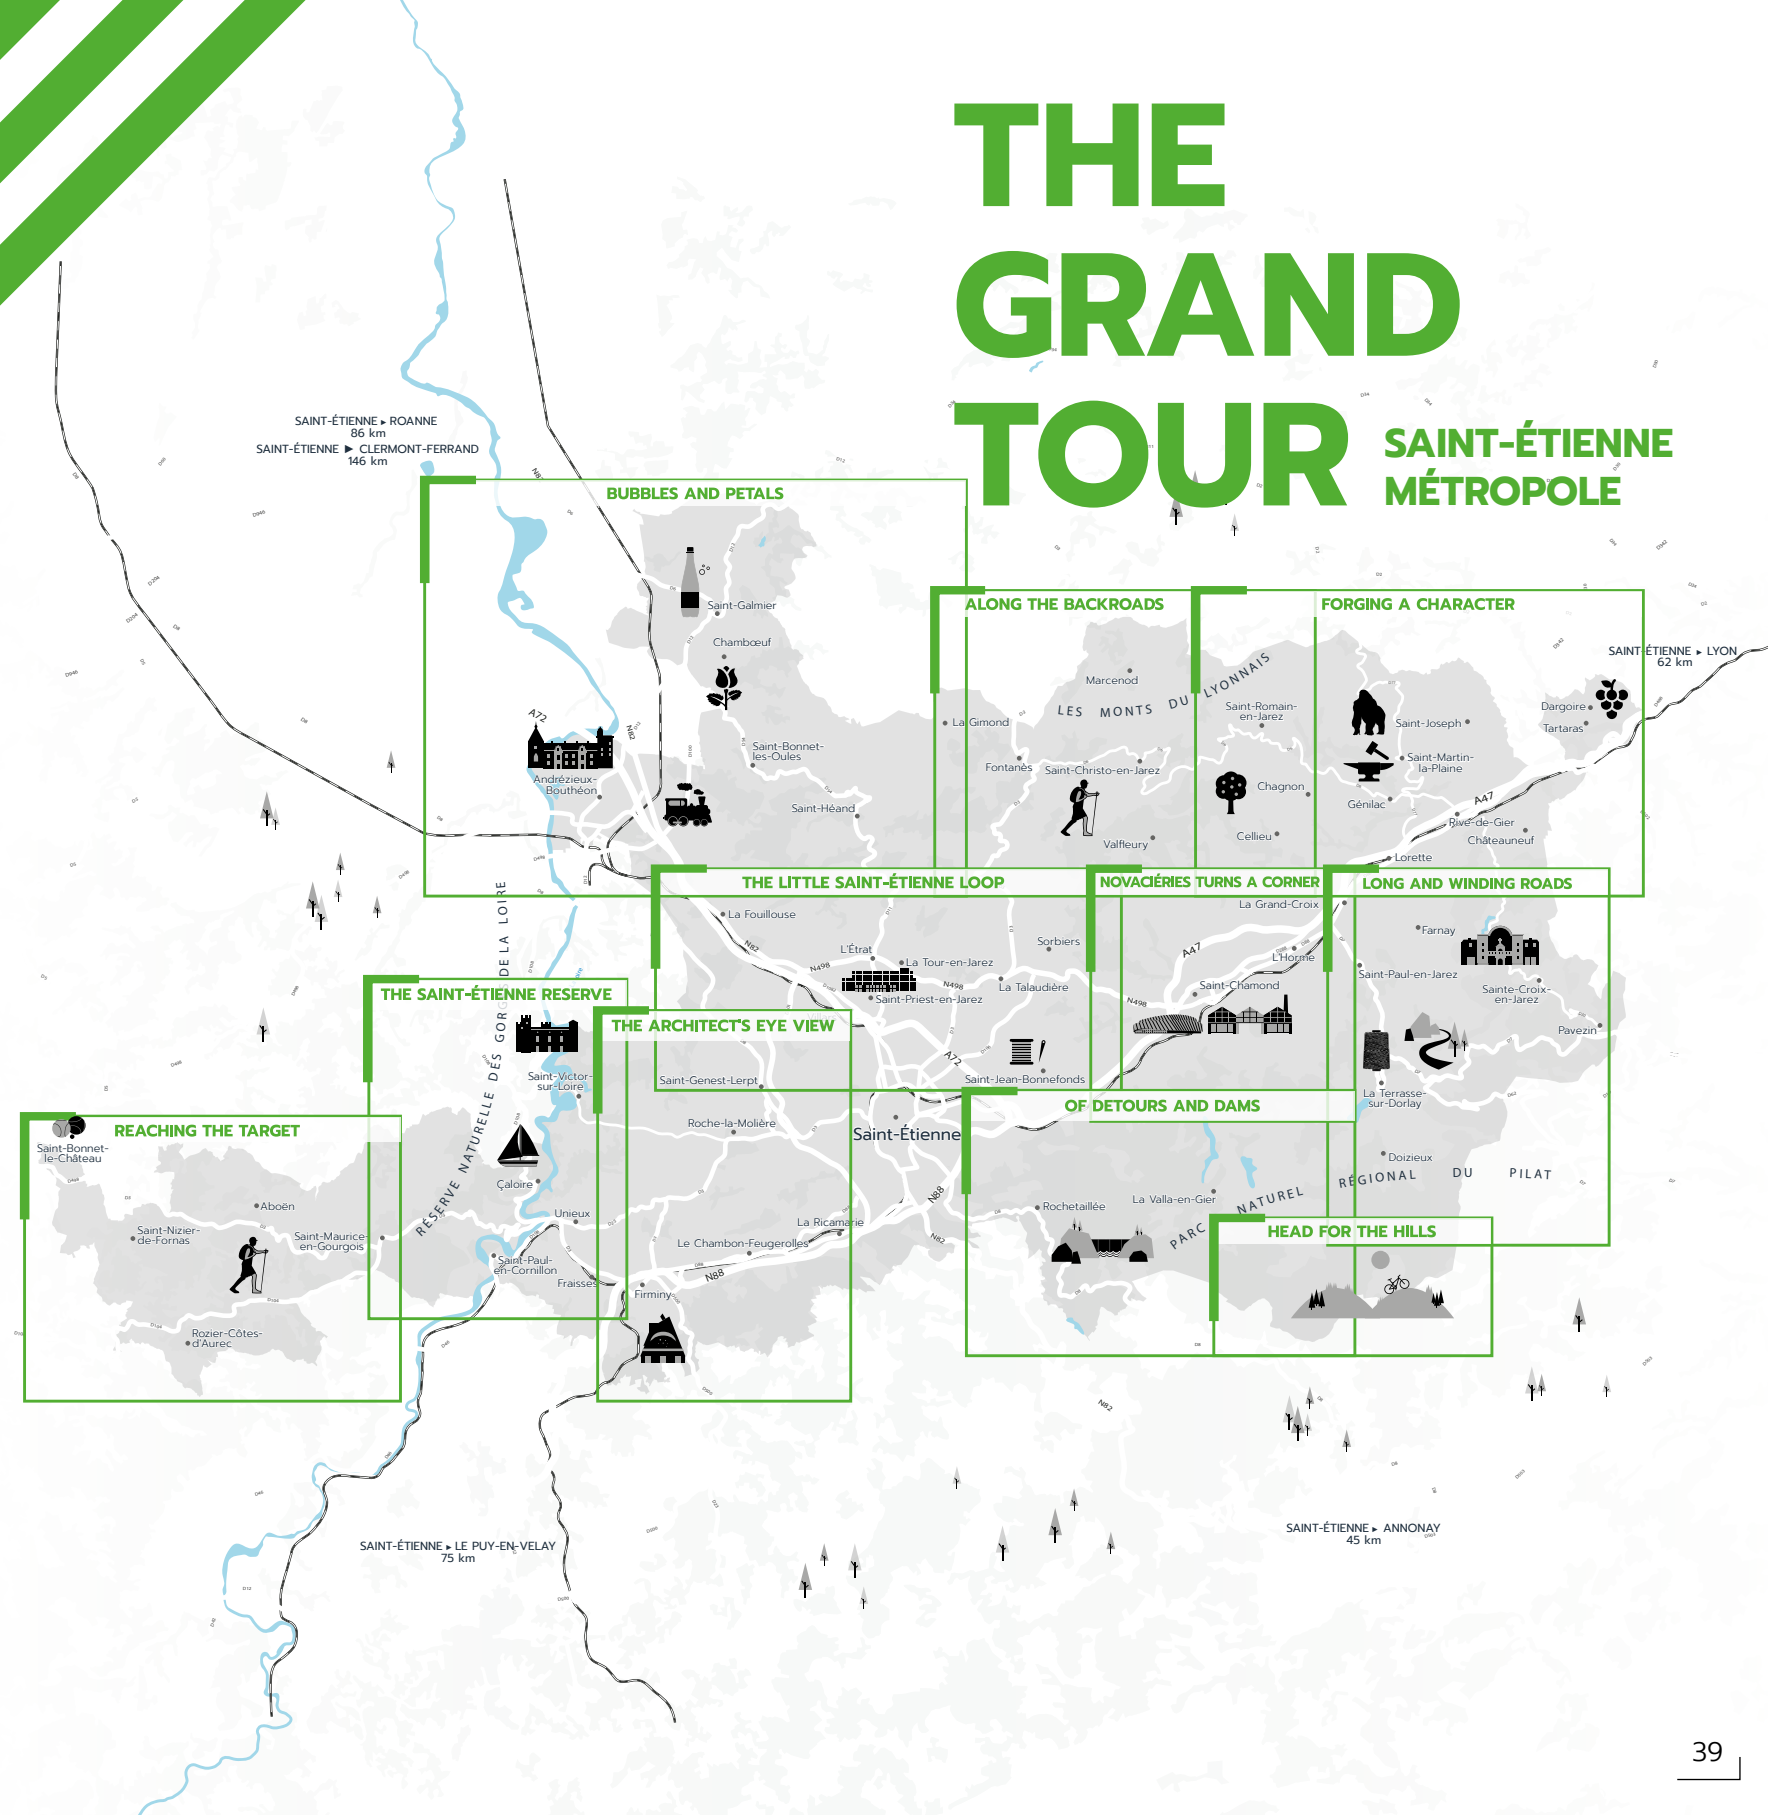 THE
GRAND
TOUR
SAINT-ÉTIENNE
MÉTROPOLE
SAINT-ÉTIENNE ▸ ROANNE
86 km
SAINT-ÉTIENNE ► CLERMONT-FERRAND
146 km
BUBBLES AND PETALS
Saint-Galmier
Chambœuf
A72
N82
Andrézieux-
Bouthéon
Saint-Bonnet-
les-Oules
Saint-Héand
ALONG THE BACKROADS
Marcenod
LES MONTS DU LYONNAIS
La Gimond
Fontanès
Saint-Christo-en-Jarez
Valfleury
FORGING A CHARACTER
SAINT-ÉTIENNE ▸ LYON
62 km
Saint-Romain-
en-Jarez
Saint-Joseph
Dargoire
Tartaras
Saint-Martin-
la-Plaine
Chagnon
Génilac
A47
Rive-de-Gier
Cellieu
Châteauneuf
Lorette
THE LITTLE SAINT-ÉTIENNE LOOP
La Fouillouse
N82
L'Étrat
Sorbiers
N498
La Tour-en-Jarez
N498
La Talaudière
Saint-Priest-en-Jarez
A72
Saint-Jean-Bonnefonds
NOVACIÉRIES TURNS A CORNER
La Grand-Croix
A47
L'Horme
Saint-Chamond
N498
LONG AND WINDING ROADS
Farnay
Saint-Paul-en-Jarez
Sainte-Croix-
en-Jarez
Pavezin
La Terrasse-
sur-Dorlay
Doizieux
RÉSERVE NATURELLE DES GORGES DE LA LOIRE
THE SAINT-ÉTIENNE RESERVE
Saint-Victor-
sur-Loire
Çaloire
Unieux
Saint-Paul-
en-Cornillon
Fraisses
THE ARCHITECT'S EYE VIEW
Saint-Genest-Lerpt
Roche-la-Molière
Saint-Étienne
La Ricamarie
Le Chambon-Feugerolles
N88
N88
N82
Firminy
REACHING THE TARGET
Saint-Bonnet-
le-Château
Aboën
Saint-Nizier-
de-Fornas
Saint-Maurice-
en-Gourgois
Rozier-Côtes-
d'Aurec
OF DETOURS AND DAMS
Rochetaillée
La Valla-en-Gier
PARC NATUREL RÉGIONAL DU PILAT
HEAD FOR THE HILLS
N82
SAINT-ÉTIENNE ▸ LE PUY-EN-VELAY
75 km
SAINT-ÉTIENNE ▸ ANNONAY
45 km
39